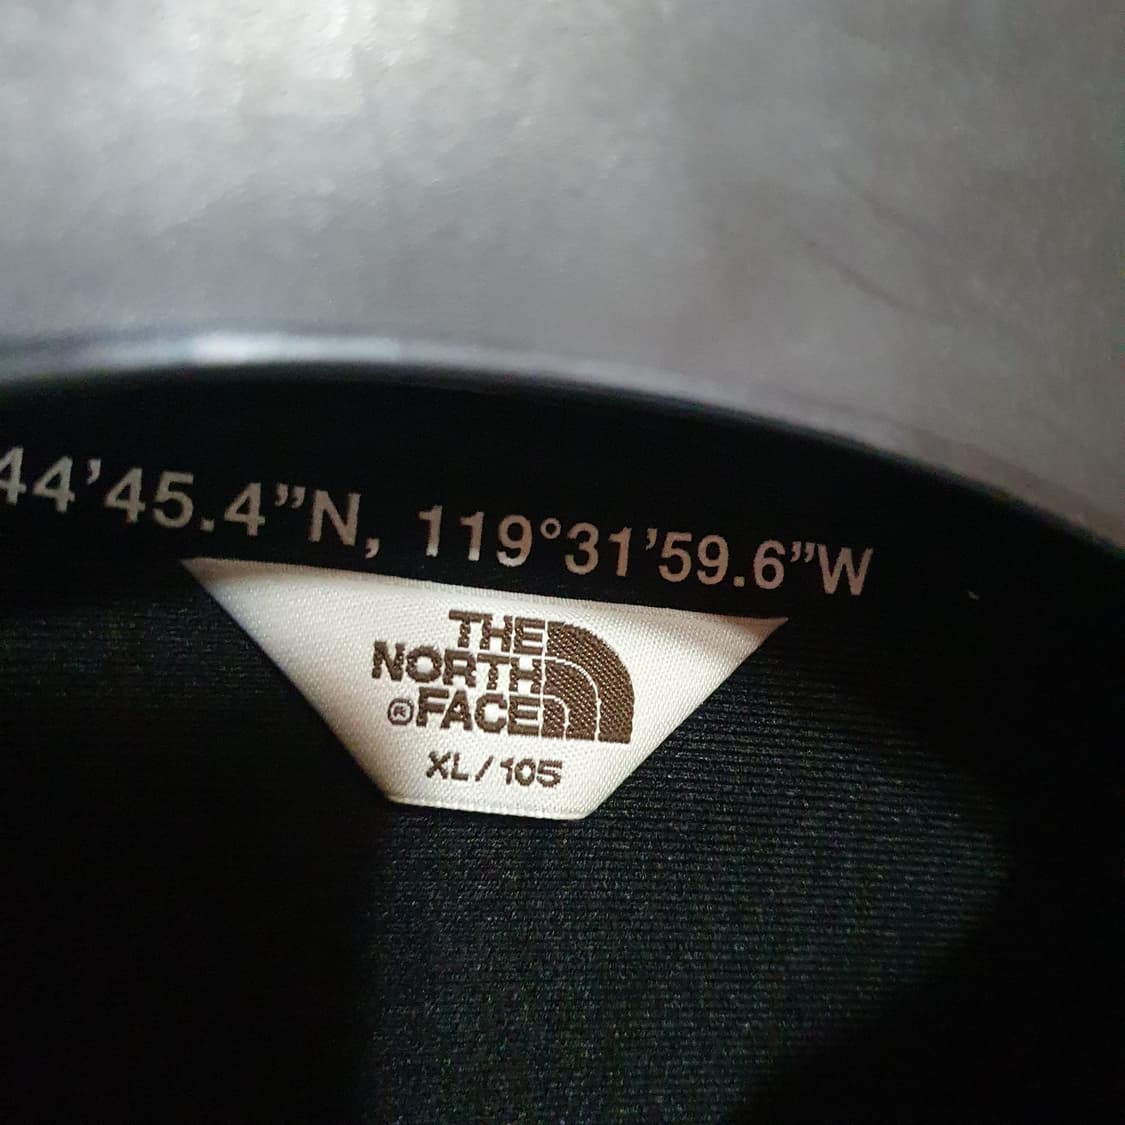 44’45.4”N, 119°31’59.6”W
THE
NORTH
®FACE
XL / 105